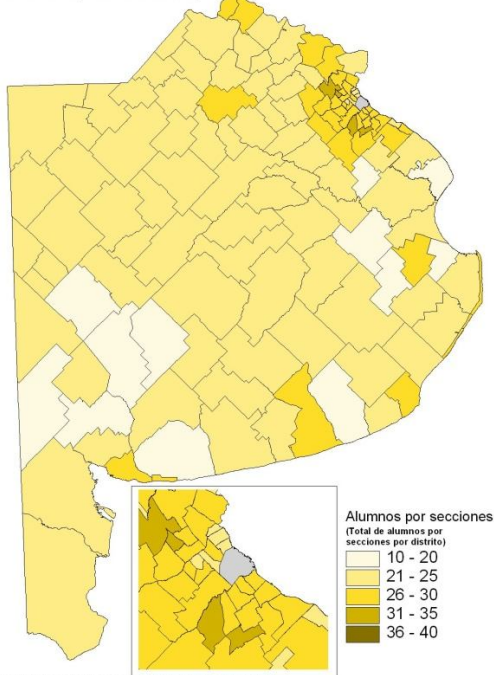 Alumnos por secciones
(Total de alumnos por
secciones por distrito)
10 - 20
21 - 25
26 - 30
31 - 35
36 - 40